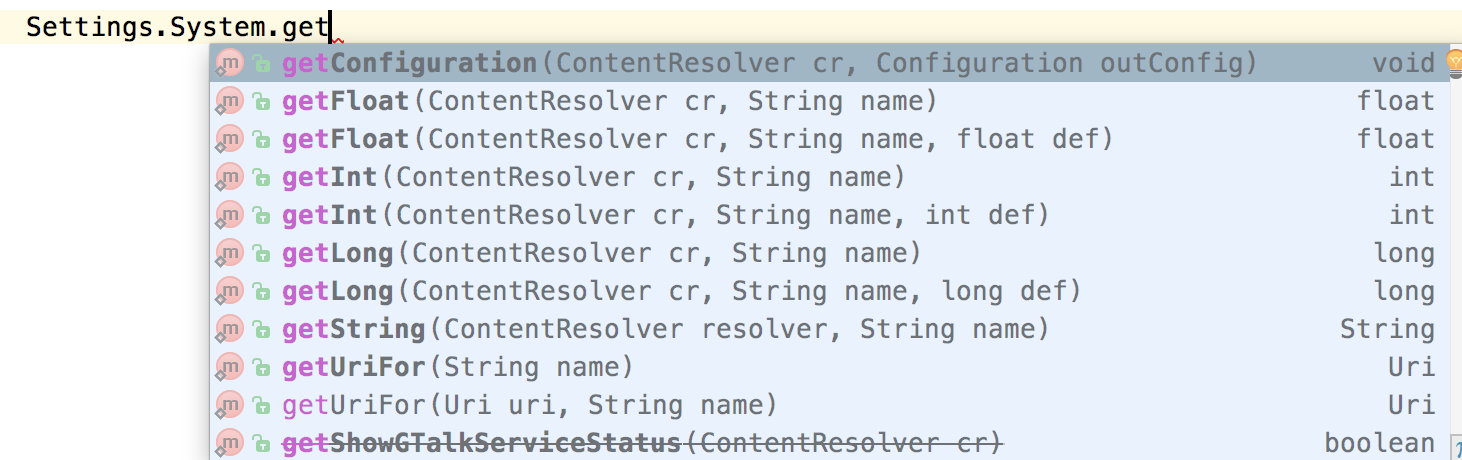 Settings.System.get
m getConfiguration(ContentResolver cr, Configuration outConfig) void
m getFloat(ContentResolver cr, String name) float
m getFloat(ContentResolver cr, String name, float def) float
m getInt(ContentResolver cr, String name) int
m getInt(ContentResolver cr, String name, int def) int
m getLong(ContentResolver cr, String name) long
m getLong(ContentResolver cr, String name, long def) long
m getString(ContentResolver resolver, String name) String
m getUriFor(String name) Uri
m getUriFor(Uri uri, String name) Uri
m getShowGTalkServiceStatus(ContentResolver cr) boolean